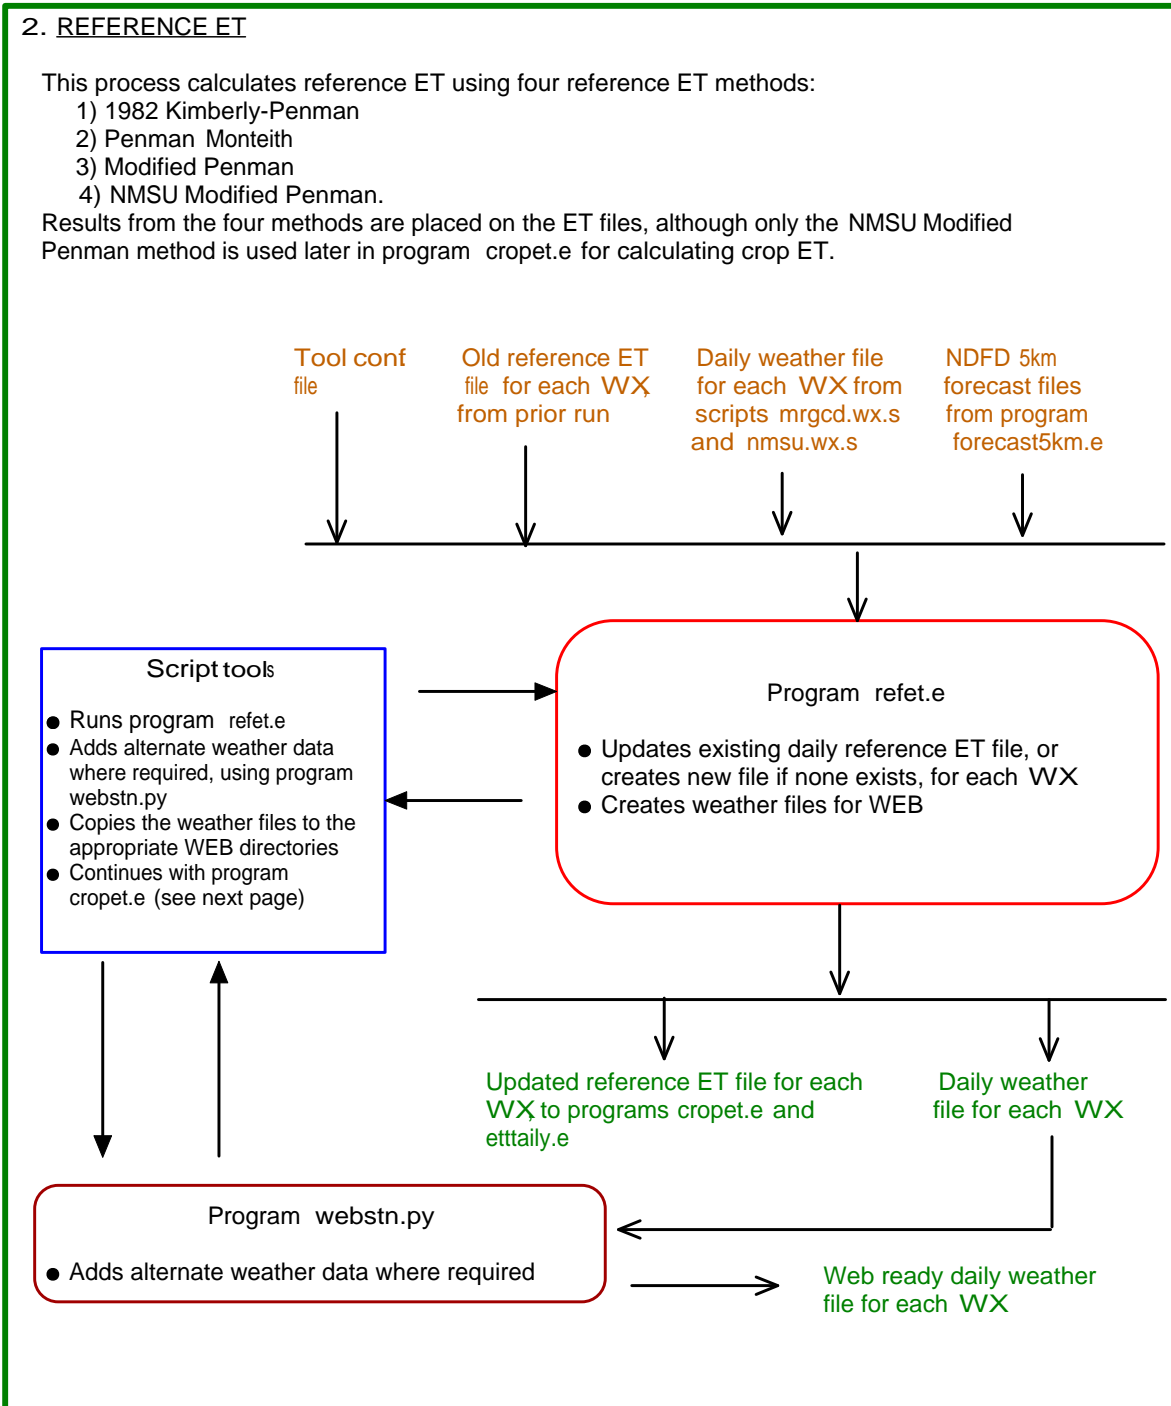 2. REFERENCE ET
This process calculates reference ET using four reference ET methods:
1) 1982 Kimberly-Penman
2) Penman Monteith
3) Modified Penman
4) NMSU Modified Penman.
Results from the four methods are placed on the ET files, although only the NMSU Modified
Penman method is used later in program cropet.e for calculating crop ET.
Tool conf.
file
Old reference ET
file for each WX,
from prior run
Daily weather file
for each WX from
scripts mrgcd.wx.s
and nmsu.wx.s
NDFD 5km
forecast files
from program
forecast5km.e
Script tools
● Runs program refet.e
● Adds alternate weather data
where required, using program
webstn.py
● Copies the weather files to the
appropriate WEB directories
● Continues with program
cropet.e (see next page)
Program refet.e
● Updates existing daily reference ET file, or
creates new file if none exists, for each WX
● Creates weather files for WEB
Updated reference ET file for each
WX, to programs cropet.e and
etttaily.e
Daily weather
file for each WX
Program webstn.py
● Adds alternate weather data where required
Web ready daily weather
file for each WX